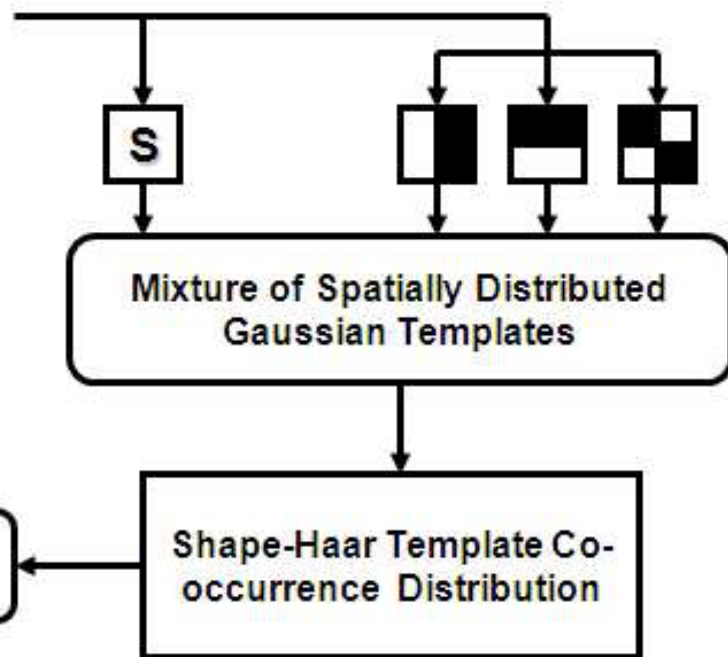 S
Mixture of Spatially Distributed
Gaussian Templates
Shape-Haar Template Co-
occurrence Distribution